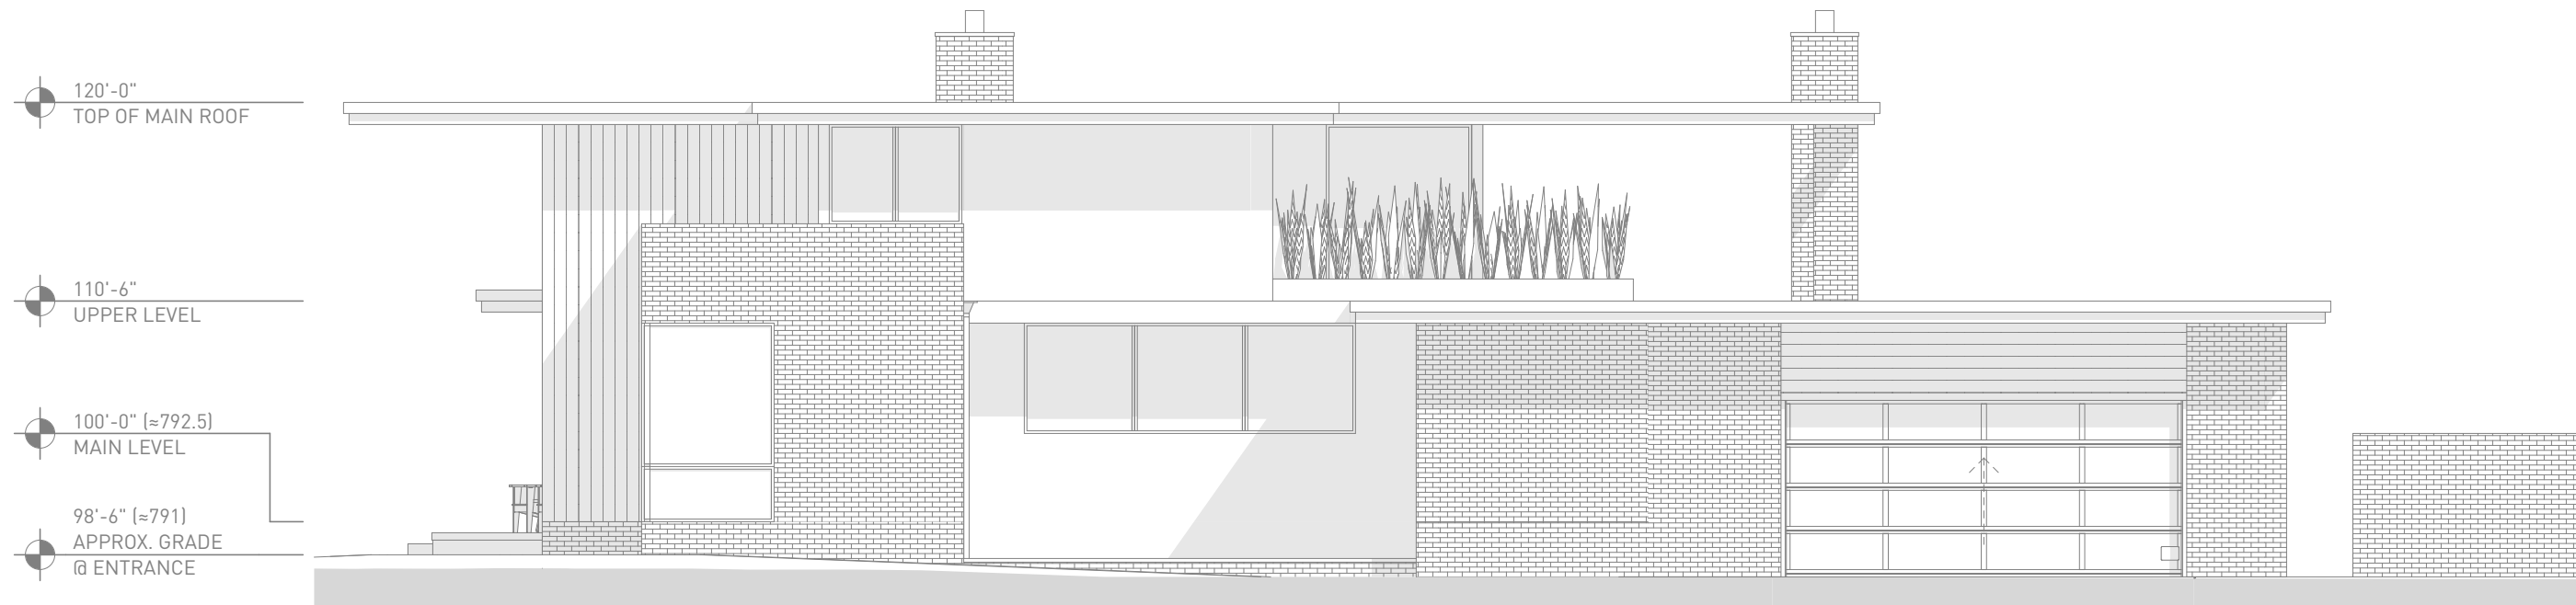 120'-0"
TOP OF MAIN ROOF
110'-6"
UPPER LEVEL
100'-0" (≈792.5)
MAIN LEVEL
98'-6" (≈791)
APPROX. GRADE
@ ENTRANCE